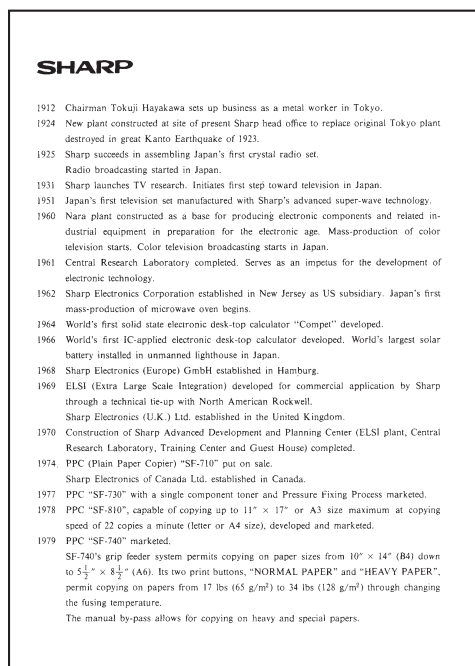 SHARP
1912 Chairman Tokuji Hayakawa sets up business as a metal worker in Tokyo.
1924 New plant constructed at site of present Sharp head office to replace original Tokyo plant
destroyed in great Kanto Earthquake of 1923.
1925 Sharp succeeds in assembling Japan's first crystal radio set.
Radio broadcasting started in Japan.
1931 Sharp launches TV research. Initiates first step toward television in Japan.
1951 Japan's first television set manufactured with Sharp's advanced super-wave technology.
1960 Nara plant constructed as a base for producing electronic components and related in-
dustrial equipment in preparation for the electronic age. Mass-production of color
television starts. Color television broadcasting starts in Japan.
1961 Central Research Laboratory completed. Serves as an impetus for the development of
electronic technology.
1962 Sharp Electronics Corporation established in New Jersey as US subsidiary. Japan's first
mass-production of microwave oven begins.
1964 World's first solid state electronic desk-top calculator "Compet" developed.
1966 World's first IC-applied electronic desk-top calculator developed. World's largest solar
battery installed in unmanned lighthouse in Japan.
1968 Sharp Electronics (Europe) GmbH established in Hamburg.
1969 ELSI (Extra Large Scale Integration) developed for commercial application by Sharp
through a technical tie-up with North American Rockwell.
Sharp Electronics (U.K.) Ltd. established in the United Kingdom.
1970 Construction of Sharp Advanced Development and Planning Center (ELSI plant, Central
Research Laboratory, Training Center and Guest House) completed.
1974 PPC (Plain Paper Copier) "SF-710" put on sale.
Sharp Electronics of Canada Ltd. established in Canada.
1977 PPC "SF-730" with a single component toner and Pressure Fixing Process marketed.
1978 PPC "SF-810", capable of copying up to 11" × 17" or A3 size maximum at copying
speed of 22 copies a minute (letter or A4 size), developed and marketed.
1979 PPC "SF-740" marketed.
SF-740's grip feeder system permits copying on paper sizes from 10" × 14" (B4) down
to 5½" × 8½" (A6). Its two print buttons, "NORMAL PAPER" and "HEAVY PAPER",
permit copying on papers from 17 lbs (65 g/m²) to 34 lbs (128 g/m²) through changing
the fusing temperature.
The manual by-pass allows for copying on heavy and special papers.